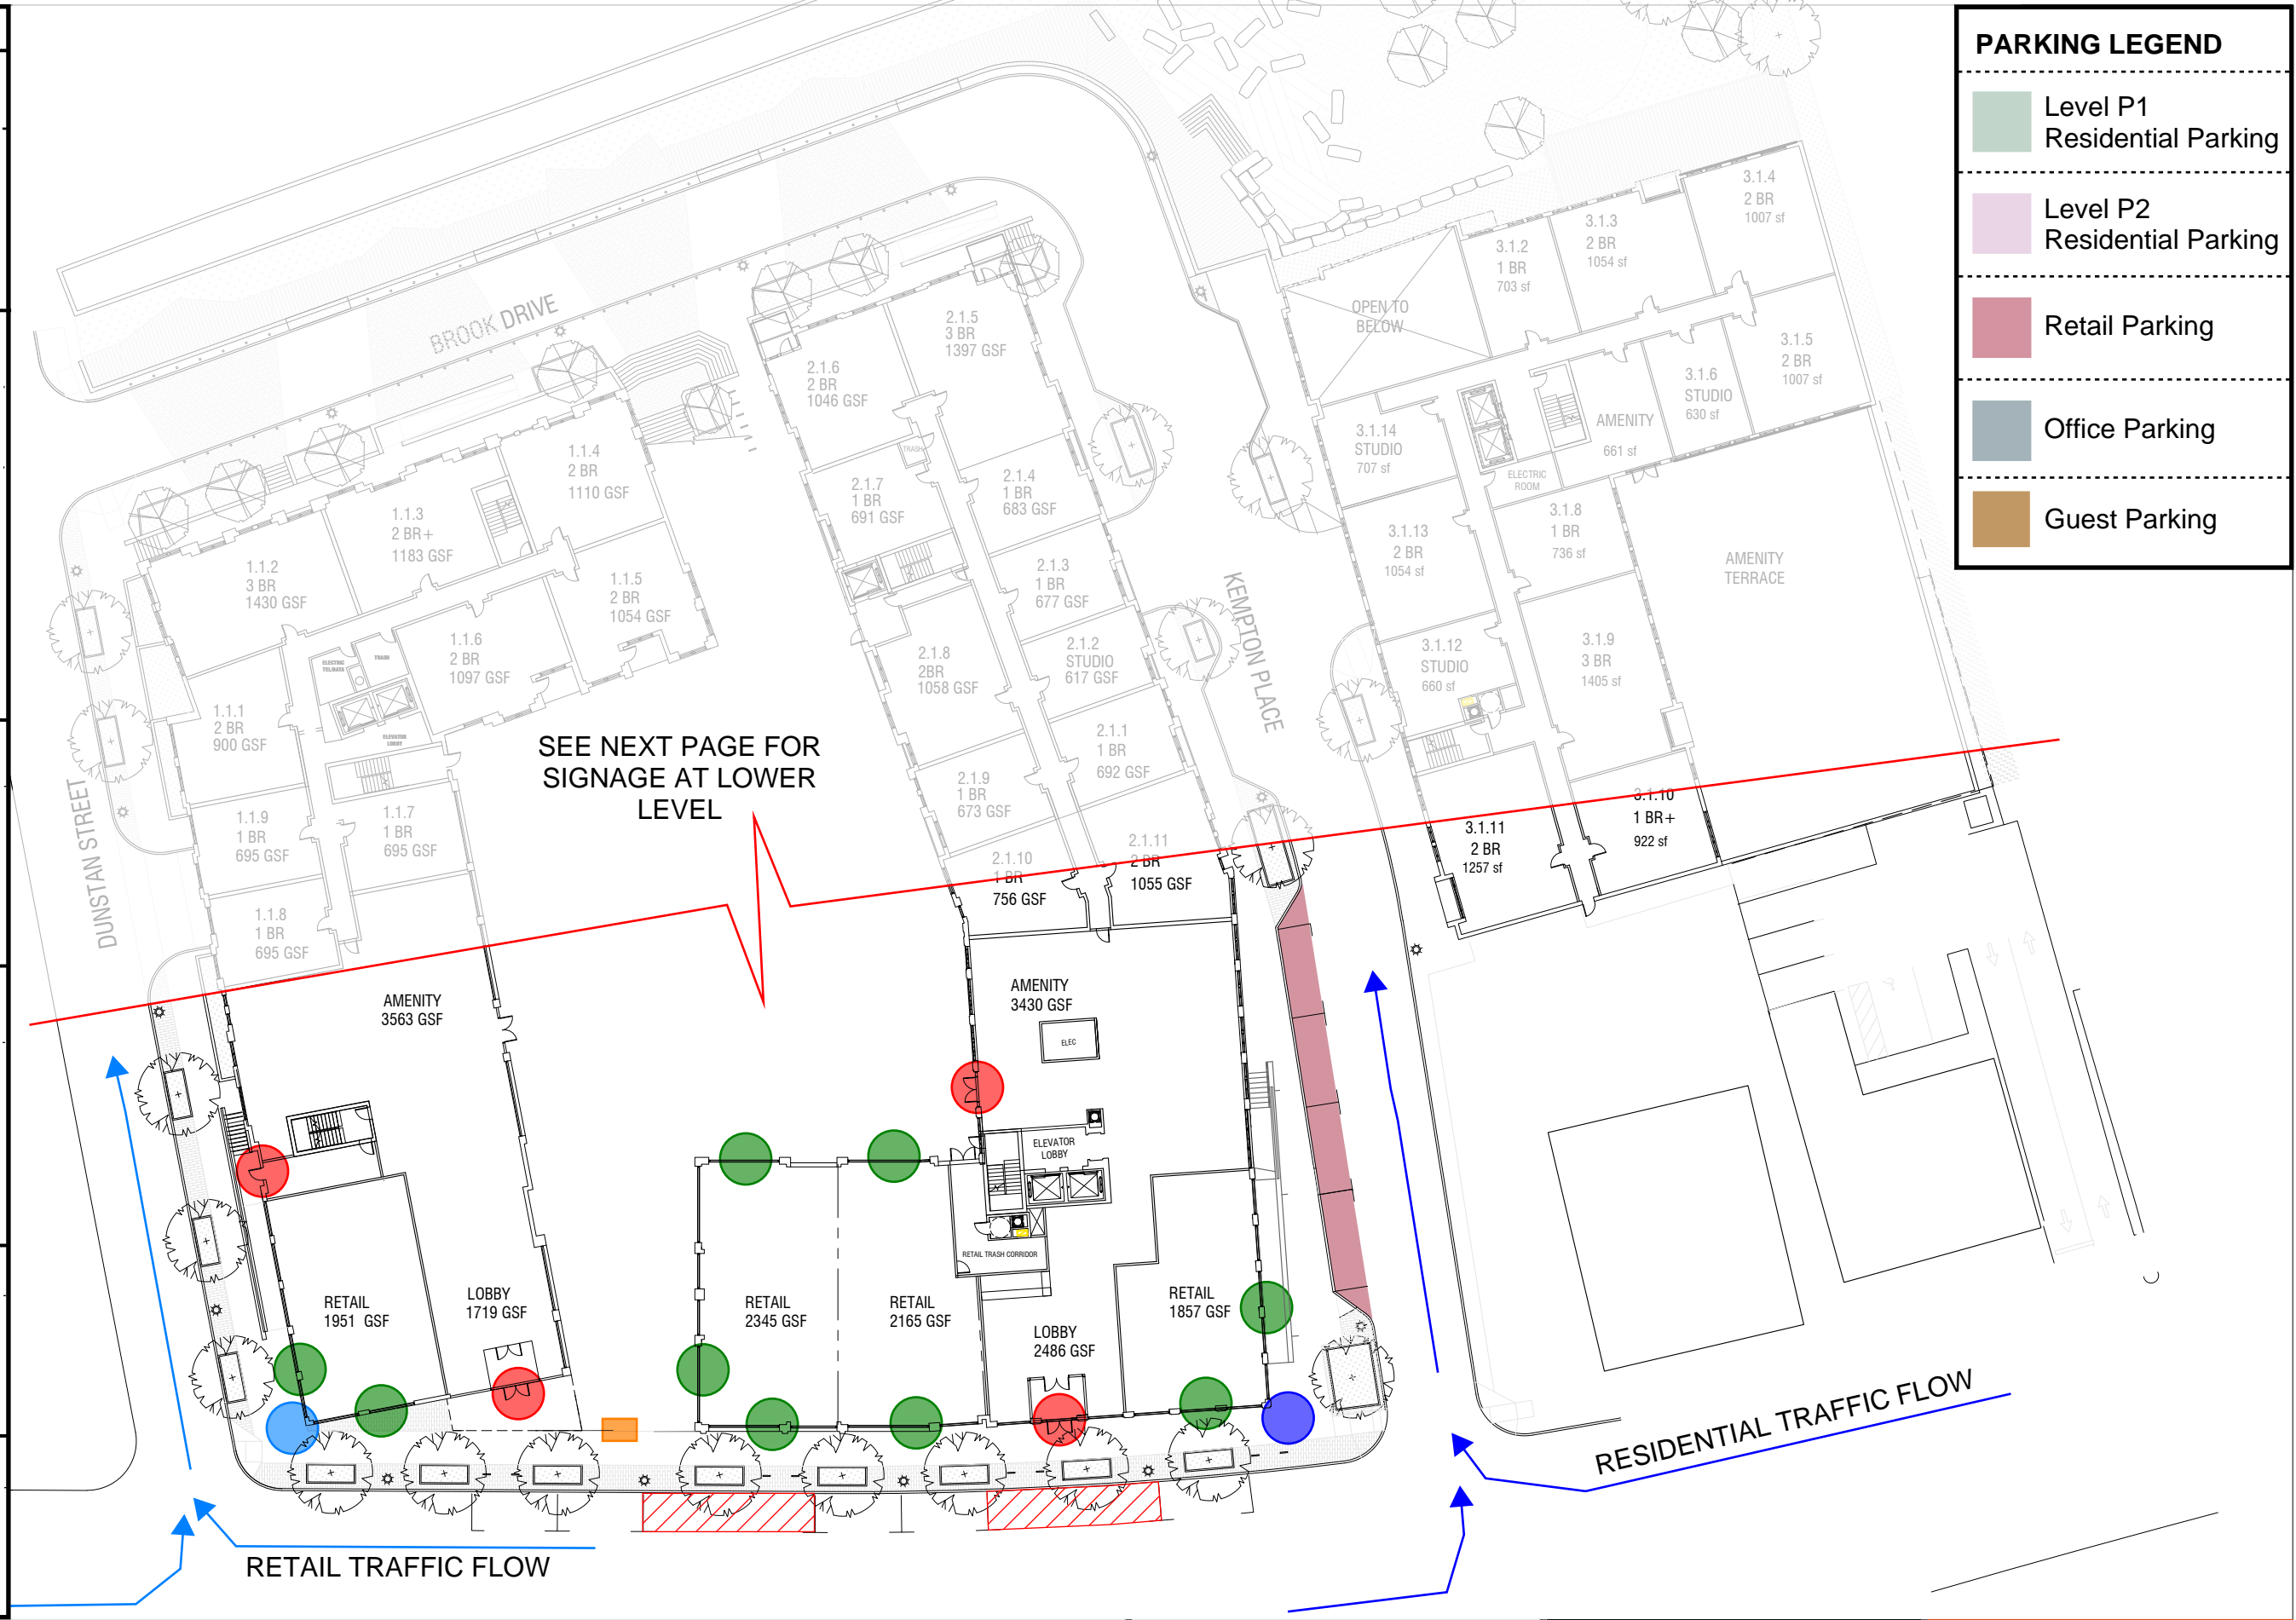 PARKING LEGEND
Level P1
Residential Parking
Level P2
Residential Parking
Retail Parking
Office Parking
Guest Parking
BROOK DRIVE
DUNSTAN STREET
KEMPTON PLACE
1.1.4
2 BR
1110 GSF
1.1.3
2 BR+
1183 GSF
1.1.2
3 BR
1430 GSF
1.1.5
2 BR
1054 GSF
1.1.6
2 BR
1097 GSF
ELECTRIC
TEL/DATA
TRASH
ELEVATOR
LOBBY
1.1.1
2 BR
900 GSF
1.1.9
1 BR
695 GSF
1.1.7
1 BR
695 GSF
1.1.8
1 BR
695 GSF
2.1.5
3 BR
1397 GSF
2.1.6
2 BR
1046 GSF
TRASH
2.1.7
1 BR
691 GSF
2.1.4
1 BR
683 GSF
2.1.3
1 BR
677 GSF
2.1.2
STUDIO
617 GSF
2.1.8
2BR
1058 GSF
2.1.1
1 BR
692 GSF
2.1.9
1 BR
673 GSF
2.1.10
1 BR
756 GSF
2.1.11
2 BR
1055 GSF
OPEN TO
BELOW
3.1.2
1 BR
703 sf
3.1.3
2 BR
1054 sf
3.1.4
2 BR
1007 sf
3.1.5
2 BR
1007 sf
3.1.6
STUDIO
630 sf
AMENITY
661 sf
3.1.14
STUDIO
707 sf
ELECTRIC
ROOM
3.1.13
2 BR
1054 sf
3.1.8
1 BR
736 sf
AMENITY
TERRACE
3.1.12
STUDIO
660 sf
3.1.9
3 BR
1405 sf
3.1.10
1 BR+
922 sf
3.1.11
2 BR
1257 sf
SEE NEXT PAGE FOR
SIGNAGE AT LOWER
LEVEL
AMENITY
3563 GSF
AMENITY
3430 GSF
ELEC
ELEVATOR
LOBBY
RETAIL TRASH CORRIDOR
RETAIL
1951 GSF
LOBBY
1719 GSF
RETAIL
2345 GSF
RETAIL
2165 GSF
LOBBY
2486 GSF
RETAIL
1857 GSF
RESIDENTIAL TRAFFIC FLOW
RETAIL TRAFFIC FLOW